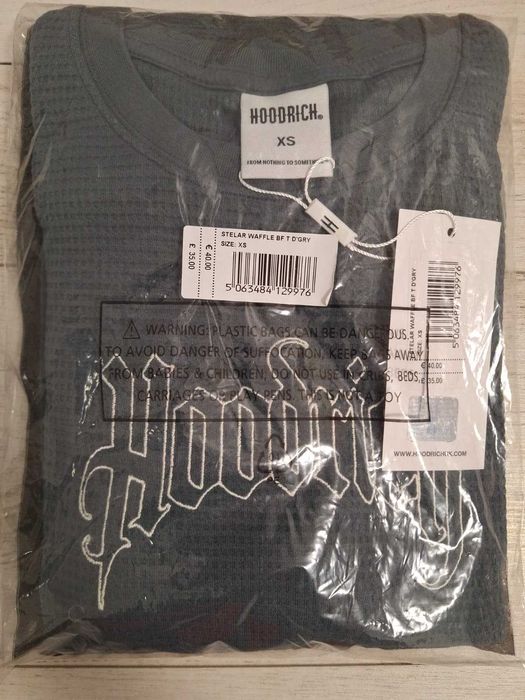 HOODRICH®
XS
FROM NOTHING TO SOMETHING
H
STELAR WAFFLE BF T D'GRY
SIZE: XS
€ 40.00
£ 35.00
5 063484 129976
STELAR WAFFLE BF T D'GRY
SIZE: XS
5 063484 129976
€ 40.00
£ 35.00
WWW.HOODRICHUK.COM
WARNING: PLASTIC BAGS CAN BE DANGEROUS.
TO AVOID DANGER OF SUFFOCATION, KEEP BAGS AWAY
FROM BABIES & CHILDREN, DO NOT USE IN CRIBS, BEDS,
CARRIAGES OR PLAY PENS. THIS IS NOT A TOY
Hoodrich